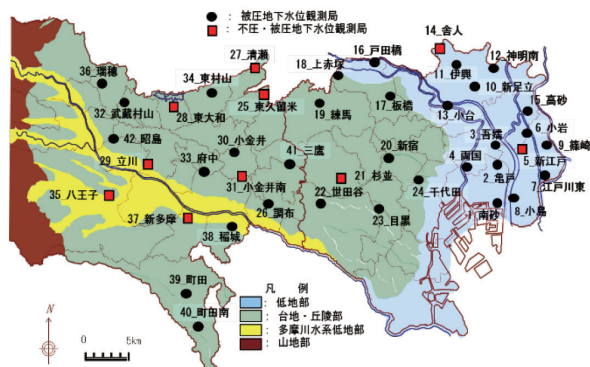 ●：被圧地下水位観測局
■：不圧・被圧地下水位観測局
14_舎人
27_清瀬
16_戸田橋
12_神明南
18_上赤塚
36_瑞穂
34_東村山
11_伊興
10_新足立
25_東久留米
17_板橋
32_武蔵村山
28_東大和
19_練馬
13_小台
15_高砂
42_昭島
30_小金井
3_吾嬬
6_小岩
41_三鷹
20_新宿
9_篠崎
29_立川
33_府中
4_両国
5_新江戸
21_杉並
2_亀戸
35_八王子
31_小金井南
22_世田谷
24_千代田
7_江戸川東
37_新多摩
26_調布
23_目黒
1_南砂
8_小島
38_稲城
39_町田
凡 例
：低地部
：台地・丘陵部
40_町田南
：多摩川水系低地部
：山地部
N
0 5km